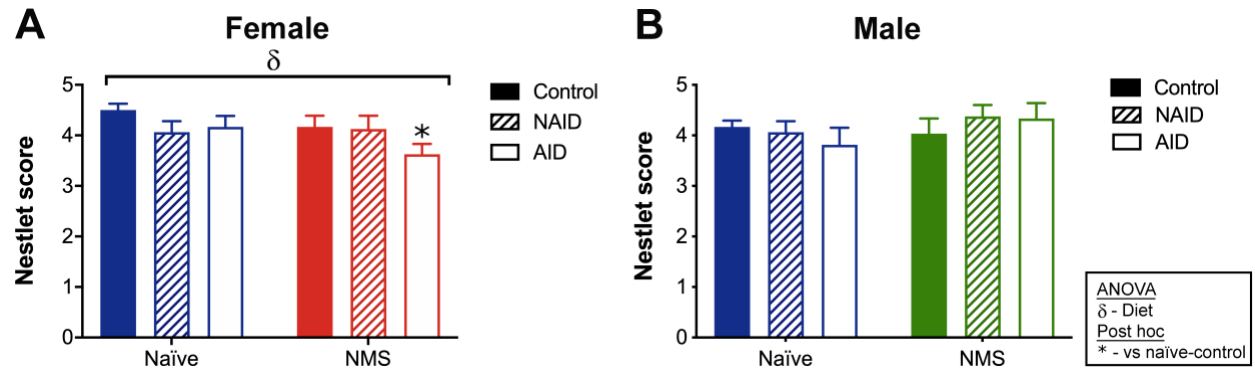 A
Female
δ
Nestlet score
5
4
3
2
1
0
*
Naïve
NMS
Control
NAID
AID
B
Male
Nestlet score
5
4
3
2
1
0
Naïve
NMS
Control
NAID
AID
ANOVA
δ - Diet
Post hoc
* - vs naïve-control